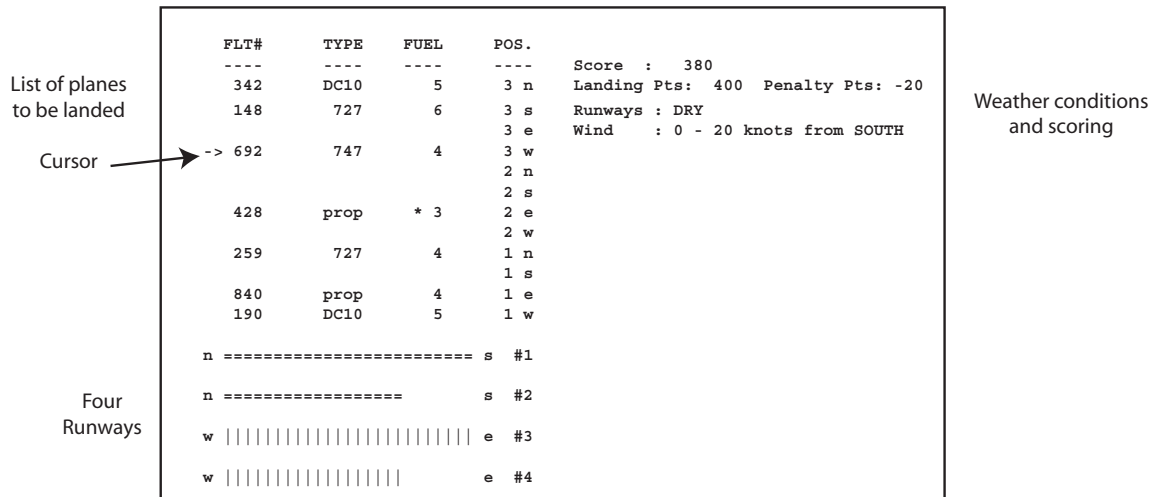 FLT# TYPE FUEL POS.
---- ---- ---- ---- Score : 380
342 DC10 5 3 n Landing Pts: 400 Penalty Pts: -20
148 727 6 3 s Runways : DRY
3 e Wind : 0 - 20 knots from SOUTH
-> 692 747 4 3 w
2 n
2 s
428 prop * 3 2 e
2 w
259 727 4 1 n
1 s
840 prop 4 1 e
190 DC10 5 1 w
n ========================= s #1
n ================== s #2
w ||||||||||||||||||||||||| e #3
w |||||||||||||||||| e #4
List of planes
to be landed
Cursor
Four
Runways
Weather conditions
and scoring